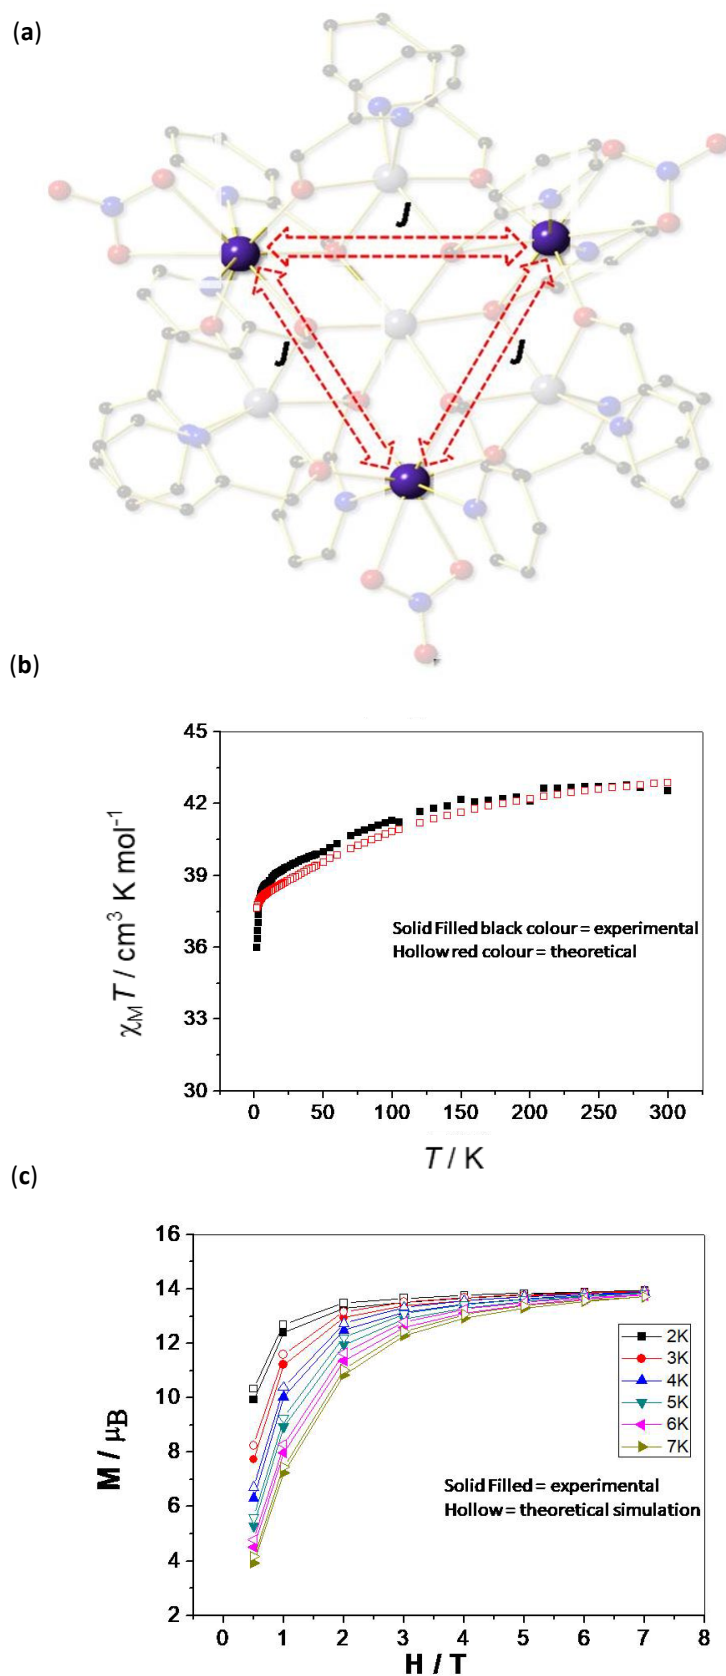 (a)
J
J
J
(b)
45
42
39
36
33
30
χM T / cm3 K mol-1
Solid Filled black colour = experimental
Hollow red colour = theoretical
0 50 100 150 200 250 300
T / K
(c)
16
14
12
10
8
6
4
2
M / μB
2K
3K
4K
5K
6K
7K
Solid Filled = experimental
Hollow = theoretical simulation
0 1 2 3 4 5 6 7 8
H / T